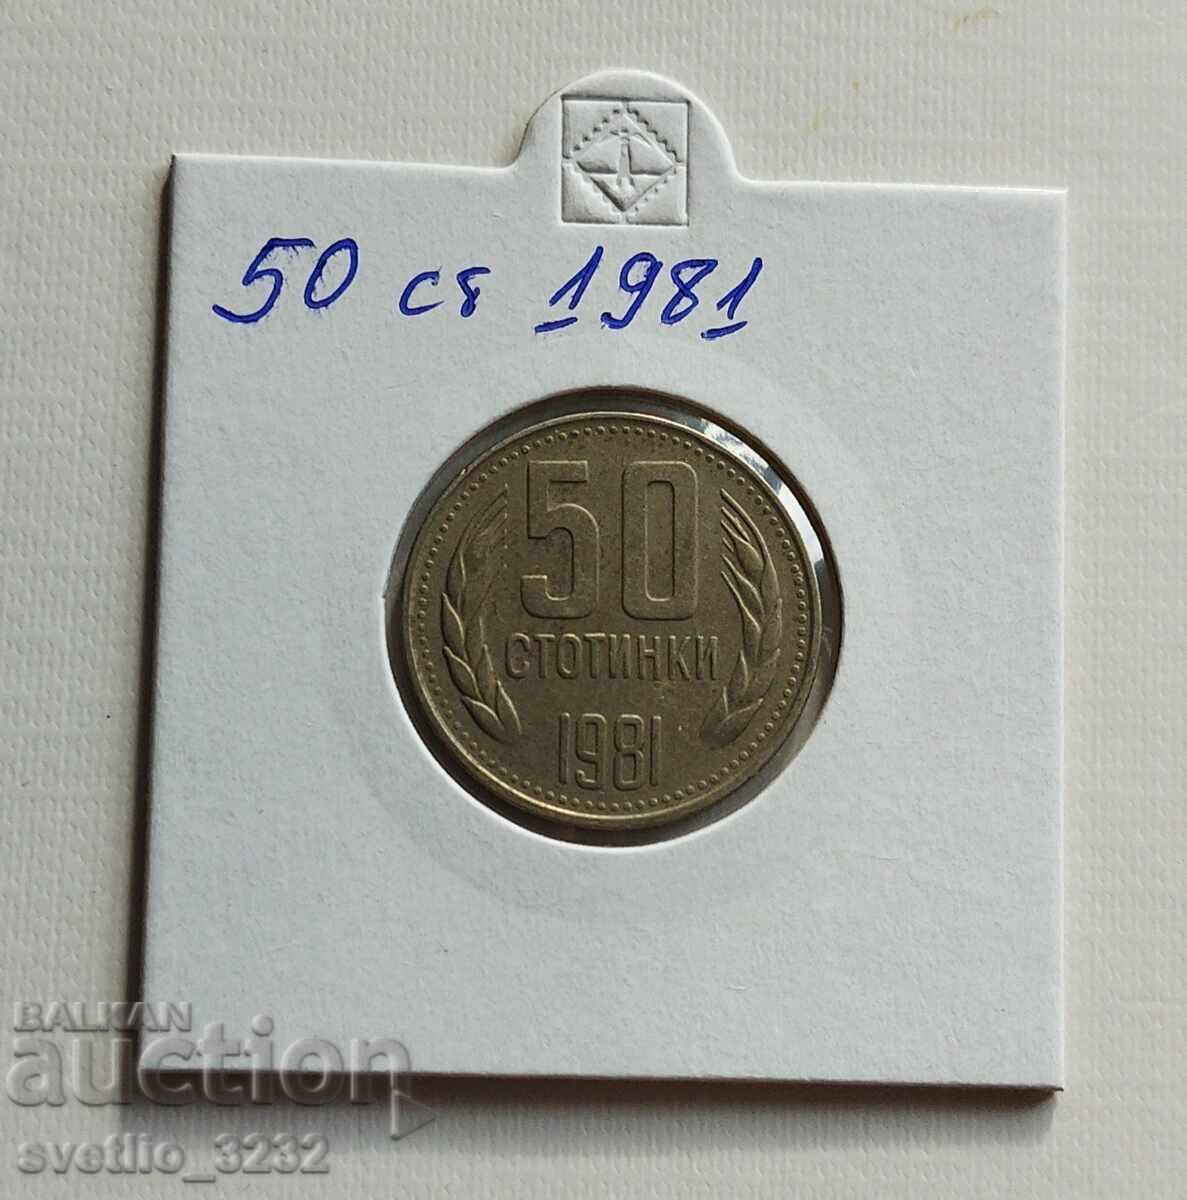 50 ст 1981
50
СТОТИНКИ
1981
BALKAN
auction
svetlio_3232